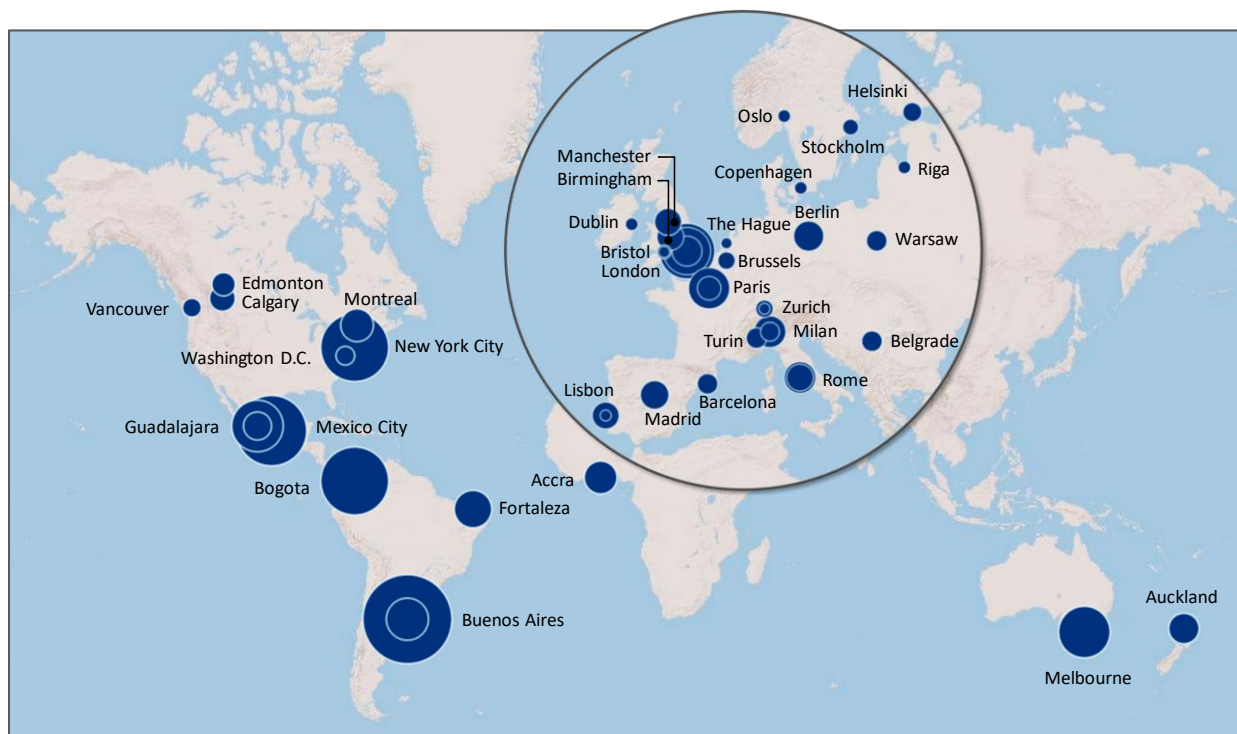 Helsinki
Oslo
Stockholm
Manchester
Birmingham
Copenhagen
Riga
Dublin
The Hague
Berlin
Warsaw
Bristol
London
Brussels
Edmonton
Calgary
Montreal
Vancouver
Paris
Zurich
Milan
Turin
Belgrade
New York City
Washington D.C.
Rome
Lisbon
Barcelona
Madrid
Guadalajara
Mexico City
Accra
Bogota
Fortaleza
Auckland
Buenos Aires
Melbourne